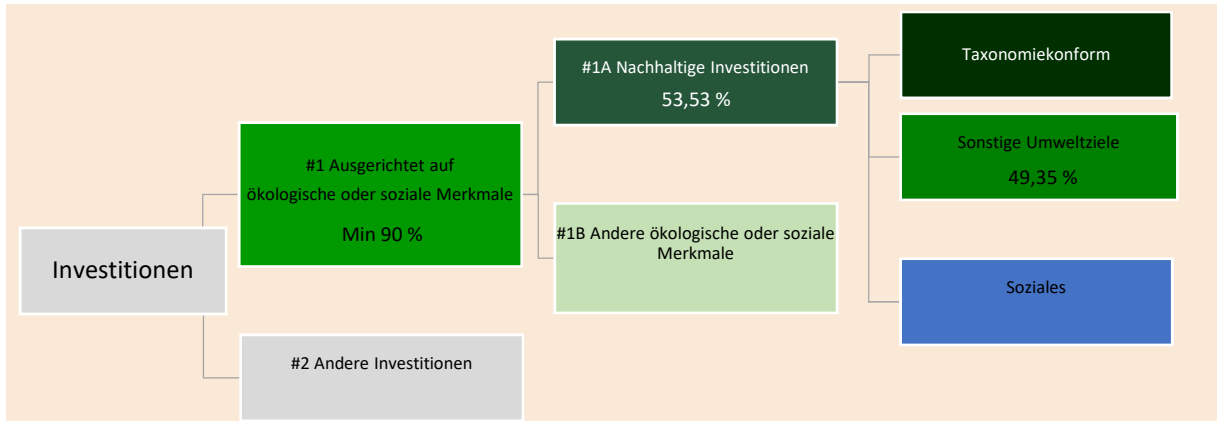 Investitionen
#1 Ausgerichtet auf
ökologische oder soziale Merkmale
Min 90 %
#2 Andere Investitionen
#1A Nachhaltige Investitionen
53,53 %
#1B Andere ökologische oder soziale
Merkmale
Taxonomiekonform
Sonstige Umweltziele
49,35 %
Soziales